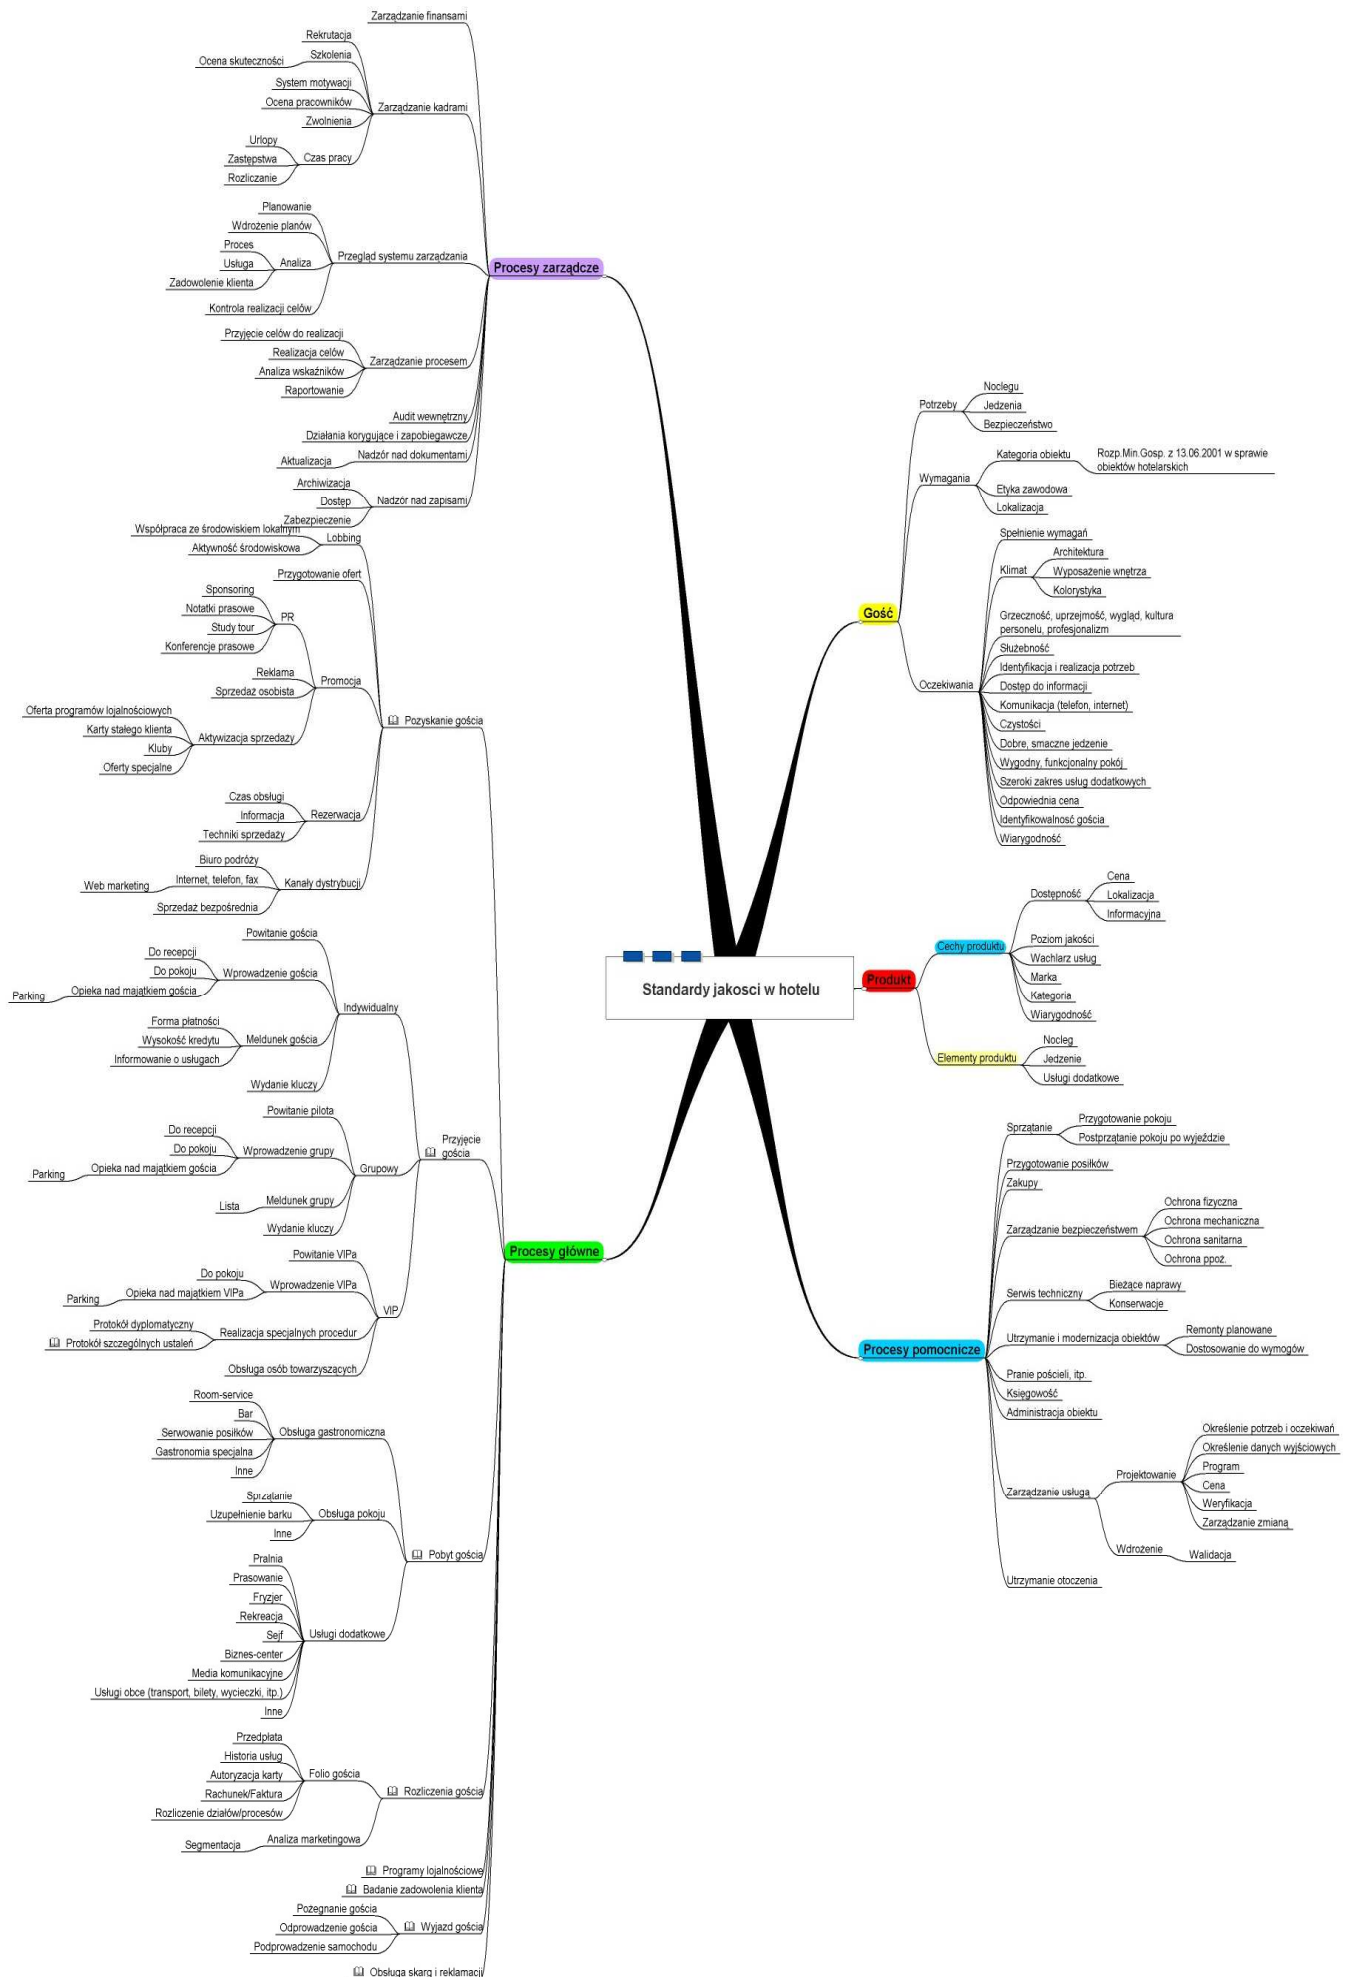 Zarządzanie finansami
Rekrutacja
Ocena skuteczności
Szkolenia
System motywacji
Ocena pracowników
Zwolnienia
Urlopy
Zastępstwa
Rozliczanie
Czas pracy
Zarządzanie kadrami
Planowanie
Wdrożenie planów
Proces
Usługa
Zadowolenie klienta
Analiza
Kontrola realizacji celów
Przegląd systemu zarządzania
Przyjęcie celów do realizacji
Realizacja celów
Analiza wskaźników
Raportowanie
Zarządzanie procesem
Audit wewnętrzny
Działania korygujące i zapobiegawcze
Aktualizacja
Nadzór nad dokumentami
Archiwizacja
Dostęp
Zabezpieczenie
Nadzór nad zapisami
Procesy zarządcze
Współpraca ze środowiskiem lokalnym
Aktywność środowiskowa
Lobbing
Przygotowanie ofert
Sponsoring
Notatki prasowe
Study tour
Konferencje prasowe
PR
Reklama
Sprzedaż osobista
Promocja
Oferta programów lojalnościowych
Karty stałego klienta
Kluby
Oferty specjalne
Aktywizacja sprzedaży
Pozyskanie gościa
Czas obsługi
Informacja
Techniki sprzedaży
Rezerwacja
Biuro podróży
Web marketing
Internet, telefon, fax
Sprzedaż bezpośrednia
Kanały dystrybucji
Powitanie gościa
Do recepcji
Do pokoju
Parking
Opieka nad majątkiem gościa
Wprowadzenie gościa
Indywidualny
Forma płatności
Wysokość kredytu
Informowanie o usługach
Meldunek gościa
Wydanie kluczy
Powitanie pilota
Do recepcji
Do pokoju
Parking
Opieka nad majątkiem gościa
Wprowadzenie grupy
Grupowy
Lista
Meldunek grupy
Wydanie kluczy
Przyjęcie
gościa
Powitanie VIPa
Do pokoju
Parking
Opieka nad majątkiem VIPa
Wprowadzenie VIPa
VIP
Protokół dyplomatyczny
Protokół szczególnych ustaleń
Realizacja specjalnych procedur
Obsługa osób towarzyszących
Procesy główne
Room-service
Bar
Serwowanie posiłków
Gastronomia specjalna
Inne
Obsługa gastronomiczna
Sprzątanie
Uzupełnienie barku
Inne
Obsługa pokoju
Pobyt gościa
Pralnia
Prasowanie
Fryzjer
Rekreacja
Sejf
Biznes-center
Media komunikacyjne
Usługi obce (transport, bilety, wycieczki, itp.)
Inne
Usługi dodatkowe
Przedpłata
Historia usług
Autoryzacja karty
Rachunek/Faktura
Rozliczenie działów/procesów
Folio gościa
Rozliczenia gościa
Segmentacja
Analiza marketingowa
Programy lojalnościowe
Badanie zadowolenia klienta
Pożegnanie gościa
Odprowadzenie gościa
Podprowadzenie samochodu
Wyjazd gościa
Obsługa skarg i reklamacji
Standardy jakosci w hotelu
Gość
Potrzeby
Noclegu
Jedzenia
Bezpieczeństwo
Wymagania
Kategoria obiektu
Rozp.Min.Gosp. z 13.06.2001 w sprawie
obiektów hotelarskich
Etyka zawodowa
Lokalizacja
Oczekiwania
Spełnienie wymagań
Klimat
Architektura
Wyposażenie wnętrza
Kolorystyka
Grzeczność, uprzejmość, wygląd, kultura
personelu, profesjonalizm
Służebność
Identyfikacja i realizacja potrzeb
Dostęp do informacji
Komunikacja (telefon, internet)
Czystości
Dobre, smaczne jedzenie
Wygodny, funkcjonalny pokój
Szeroki zakres usług dodatkowych
Odpowiednia cena
Identyfikowalność gościa
Wiarygodność
Produkt
Cechy produktu
Dostępność
Cena
Lokalizacja
Informacyjna
Poziom jakości
Wachlarz usług
Marka
Kategoria
Wiarygodność
Elementy produktu
Nocleg
Jedzenie
Usługi dodatkowe
Procesy pomocnicze
Sprzątanie
Przygotowanie pokoju
Postprzątanie pokoju po wyjeździe
Przygotowanie posiłków
Zakupy
Zarządzanie bezpieczeństwem
Ochrona fizyczna
Ochrona mechaniczna
Ochrona sanitarna
Ochrona ppoż.
Serwis techniczny
Bieżące naprawy
Konserwacje
Utrzymanie i modernizacja obiektów
Remonty planowane
Dostosowanie do wymogów
Pranie pościeli, itp.
Księgowość
Administracja obiektu
Zarządzanie usługą
Projektowanie
Określenie potrzeb i oczekiwań
Określenie danych wyjściowych
Program
Cena
Weryfikacja
Zarządzanie zmianą
Wdrożenie
Walidacja
Utrzymanie otoczenia